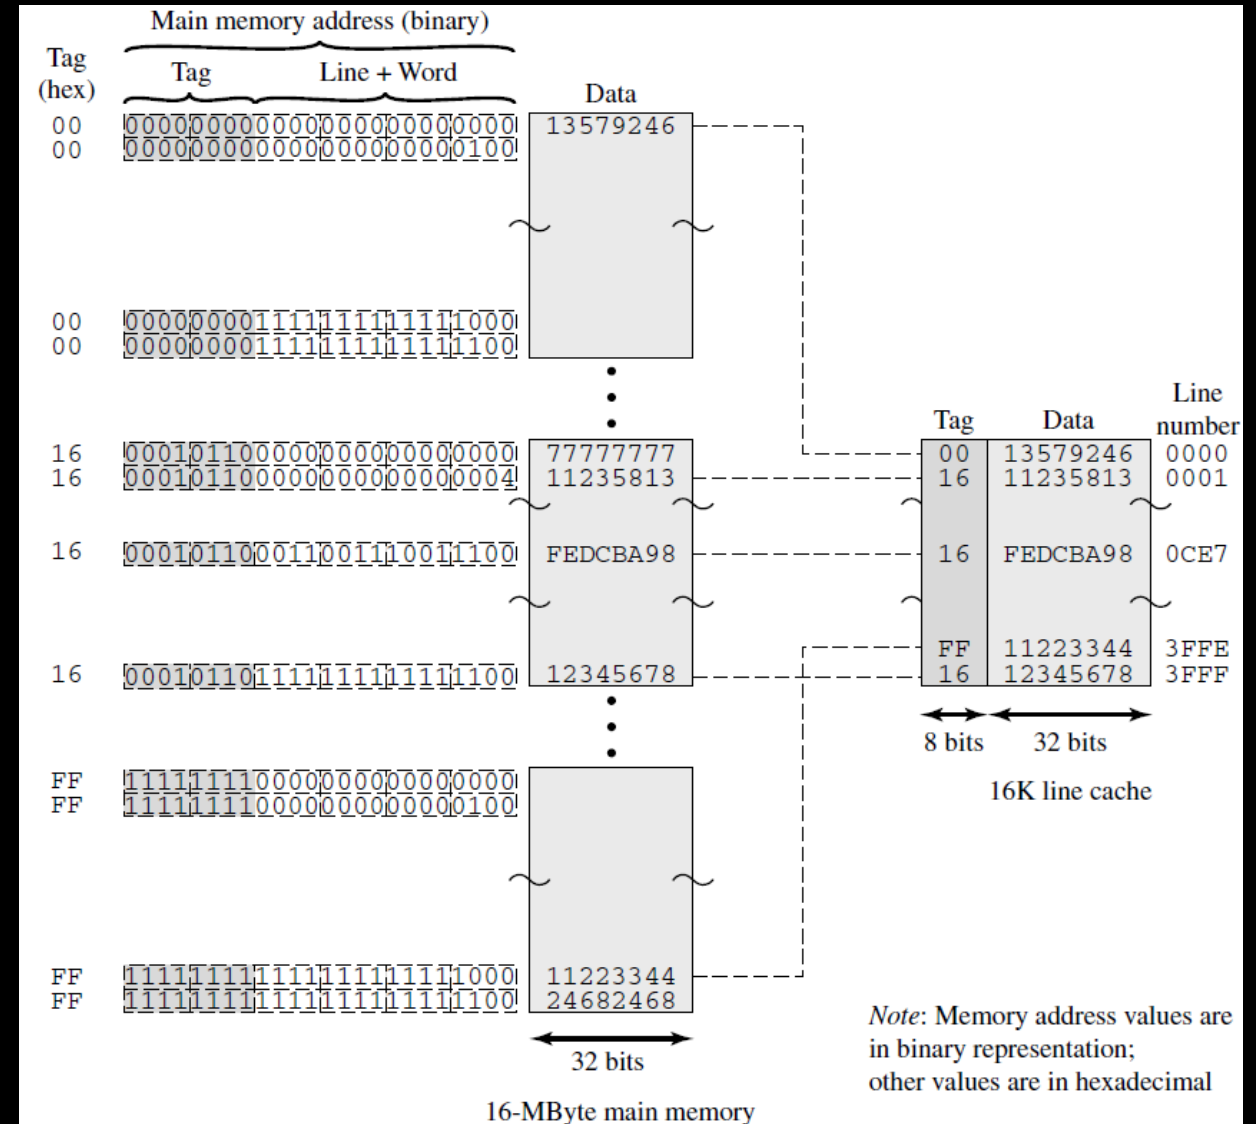 Main memory address (binary)
Tag
(hex)
Tag
Line + Word
Data
00 000000000000000000000000 13579246
00 000000000000000000000100
00 000000001111111111111000
00 000000001111111111111100
Tag Data Line
number
16 000101100000000000000000 77777777 00 13579246 0000
16 000101100000000000000004 11235813 16 11235813 0001
16 000101100011001110011100 FEDCBA98 16 FEDCBA98 0CE7
FF 11223344 3FFE
16 000101101111111111111100 12345678 16 12345678 3FFF
8 bits 32 bits
16K line cache
FF 111111110000000000000000
FF 111111110000000000000100
FF 111111111111111111111000 11223344
FF 111111111111111111111100 24682468
32 bits
16-MByte main memory
Note: Memory address values are
in binary representation;
other values are in hexadecimal